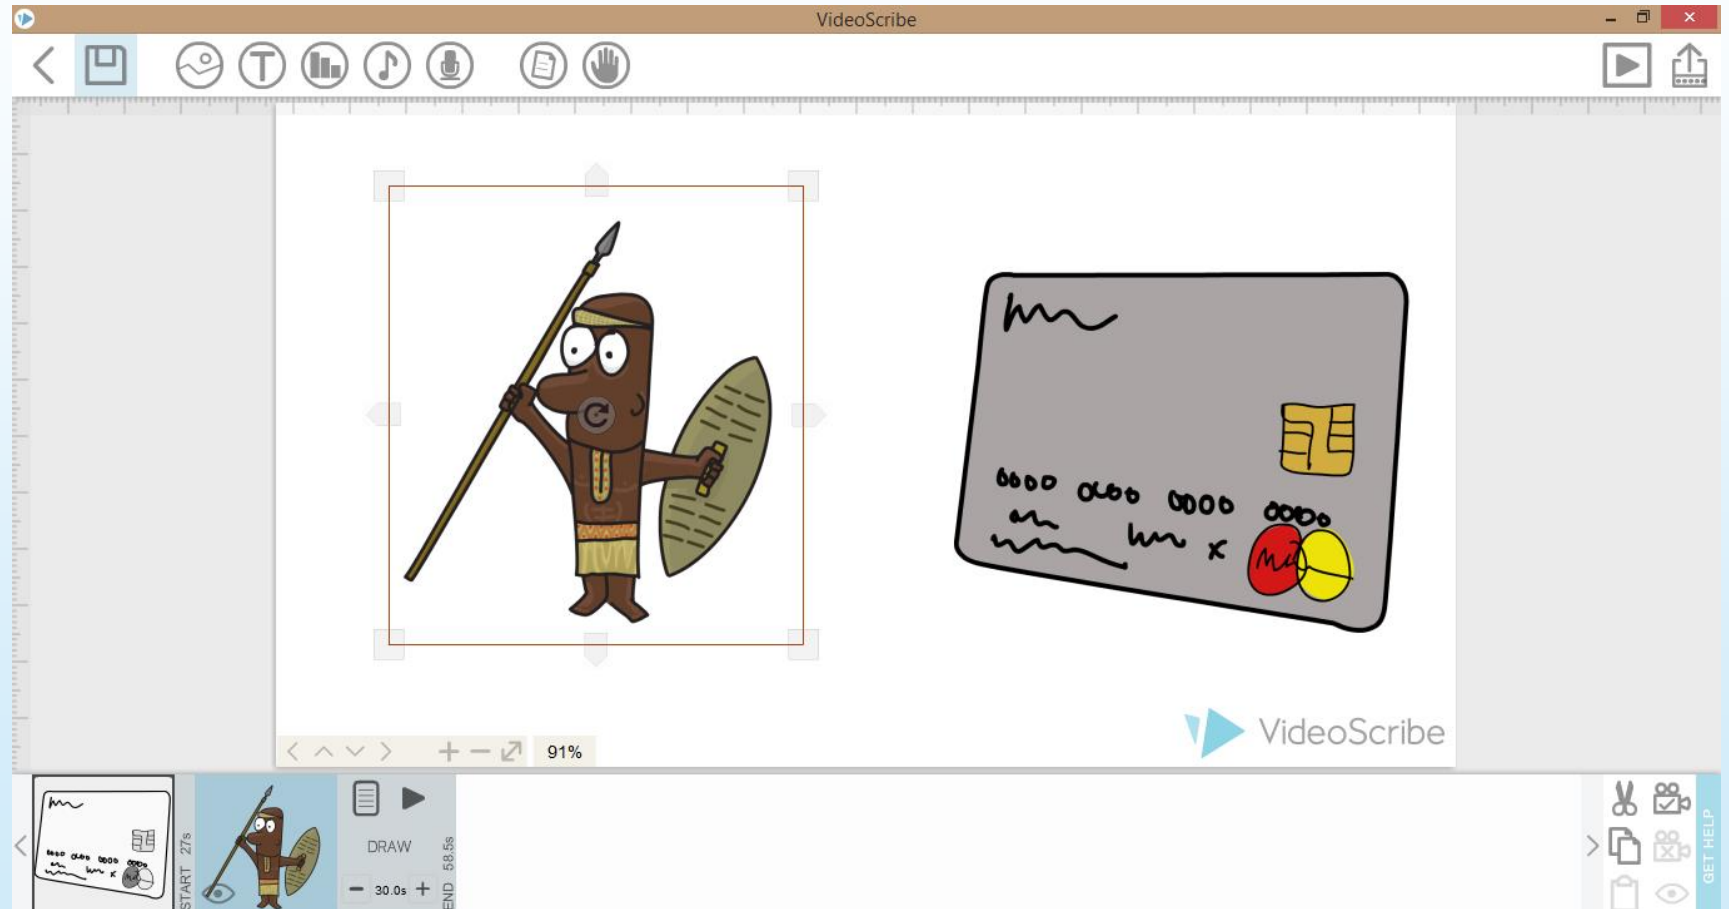 VideoScribe
VideoScribe
91%
START 27s
DRAW
30.0s
END 58.5s
GET HELP